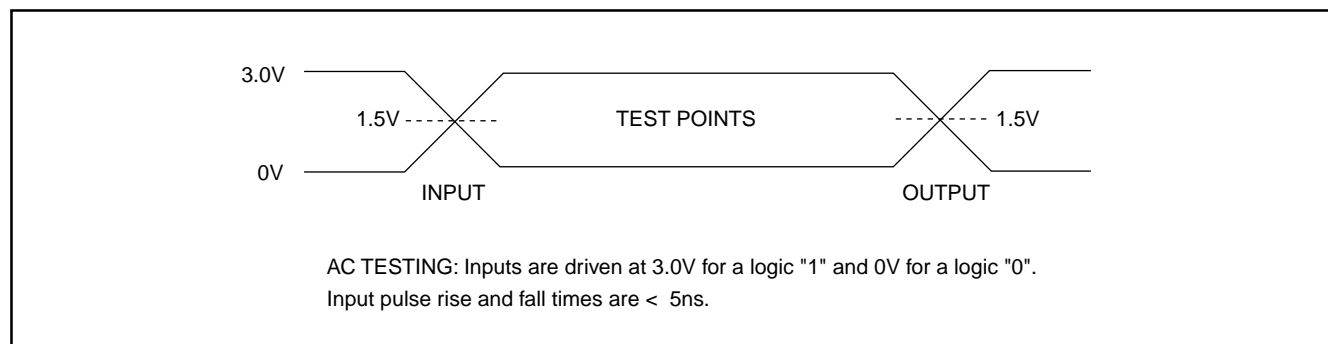 3.0V
1.5V
TEST POINTS
1.5V
0V
INPUT
OUTPUT
AC TESTING: Inputs are driven at 3.0V for a logic "1" and 0V for a logic "0".
Input pulse rise and fall times are < 5ns.